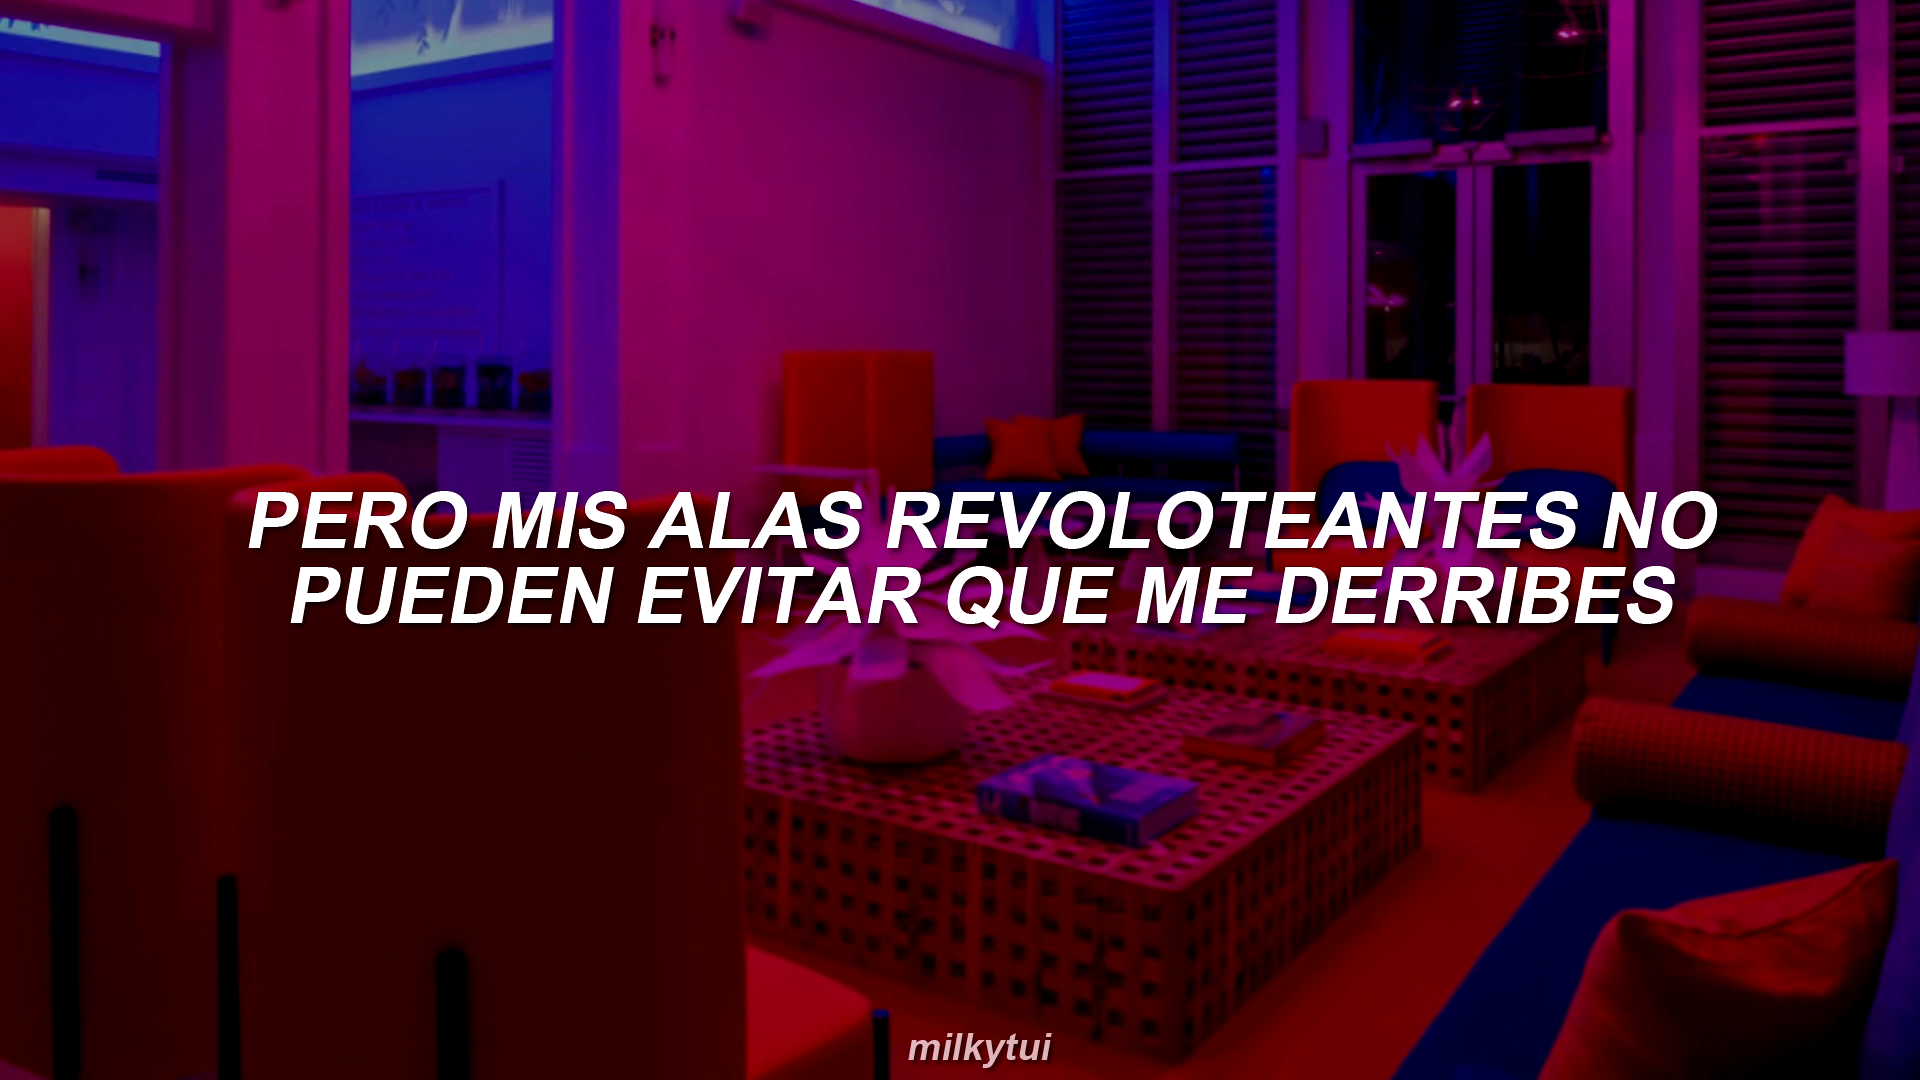 PERO MIS ALAS REVOLOTEANTES NO
PUEDEN EVITAR QUE ME DERRIBES
milkytui